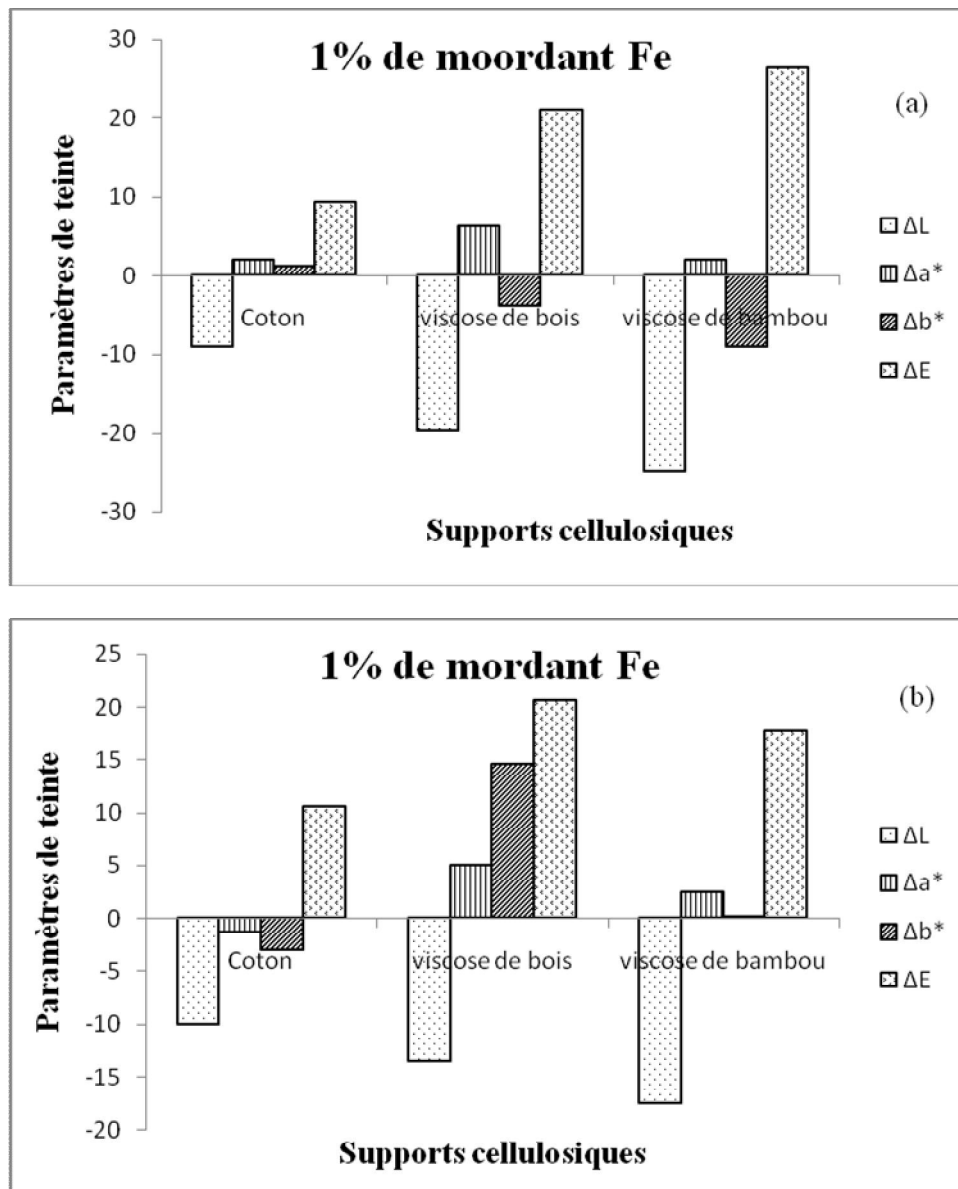 1% de moordant Fe
(a)
Paramètres de teinte
30
20
10
0
-10
-20
-30
Coton
viscose de bois
viscose de bambou
Supports cellulosiques
ΔL
Δa*
Δb*
ΔE
1% de mordant Fe
(b)
Paramètres de teinte
25
20
15
10
5
0
-5
-10
-15
-20
Coton
viscose de bois
viscose de bambou
Supports cellulosiques
ΔL
Δa*
Δb*
ΔE